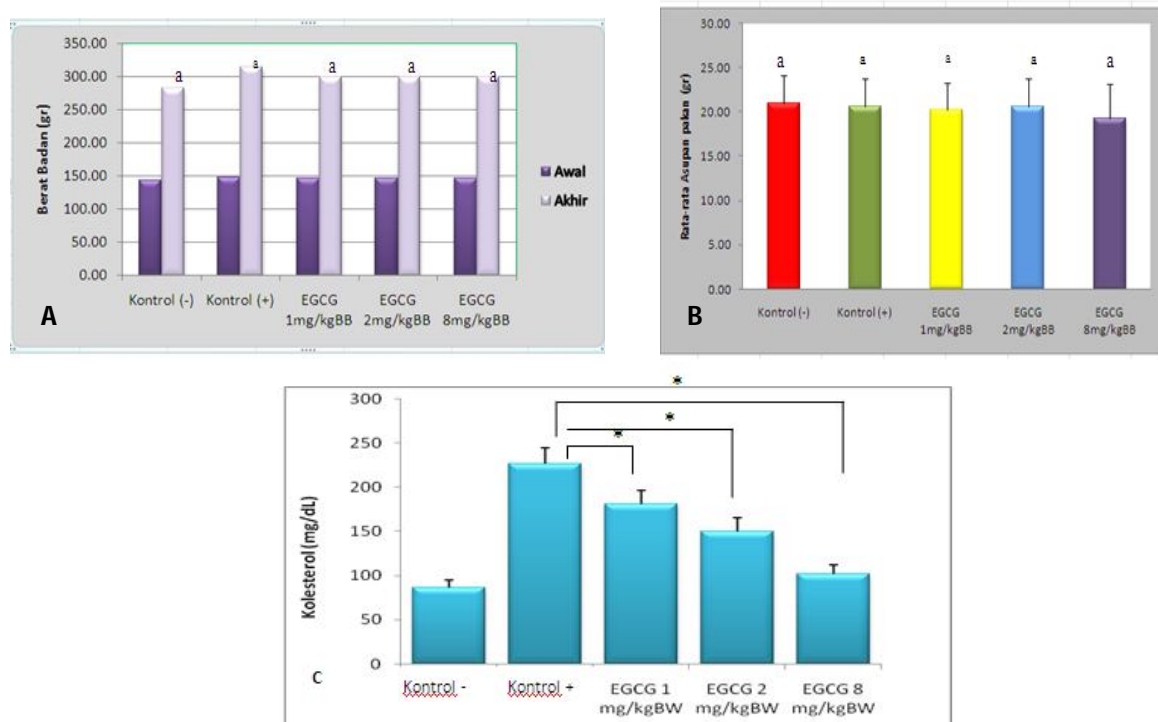 350.00
300.00
250.00
200.00
150.00
100.00
50.00
0.00
Berat Badan (gr)
a a a a a
Kontrol (-) Kontrol (+) EGCG EGCG EGCG
1mg/kgBB 2mg/kgBB 8mg/kgBB
Awal
Akhir
A
30.00
25.00
20.00
15.00
10.00
5.00
0.00
Rata-rata Asupan pakan (gr)
a a a a a
Kontrol (-) Kontrol (+) EGCG EGCG EGCG
1mg/kgBB 2mg/kgBB 8mg/kgBB
B
300
250
200
150
100
50
0
Kolesterol (mg/dL)
*
*
*
Kontrol - Kontrol + EGCG 1 EGCG 2 EGCG 8
mg/kgBW mg/kgBW mg/kgBW
C